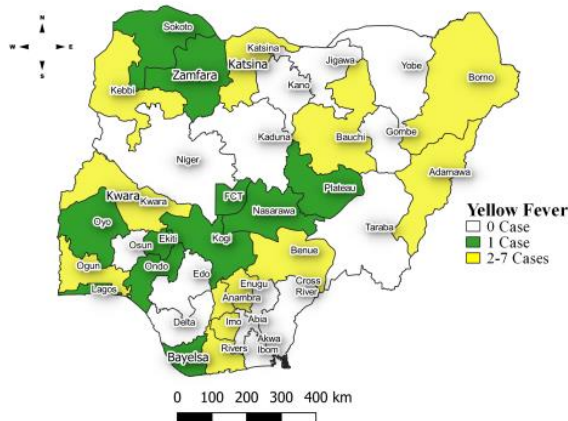 N
W E
S
Sokoto
Zamfara
Katsina
Katsina
Kebbi
Jigawa
Kano
Yobe
Borno
Kaduna
Bauchi
Gombe
Adamawa
Niger
FCT
Plateau
Nasarawa
Taraba
Kwara
Kwara
Oyo
Osun
Ekiti
Kogi
Benue
Ogun
Ondo
Edo
Lagos
Enugu
Anambra
Cross
River
Delta
Imo
Abia
Bayelsa
Rivers
Akwa
Ibom
Yellow Fever
0 Case
1 Case
2-7 Cases
0 100 200 300 400 km